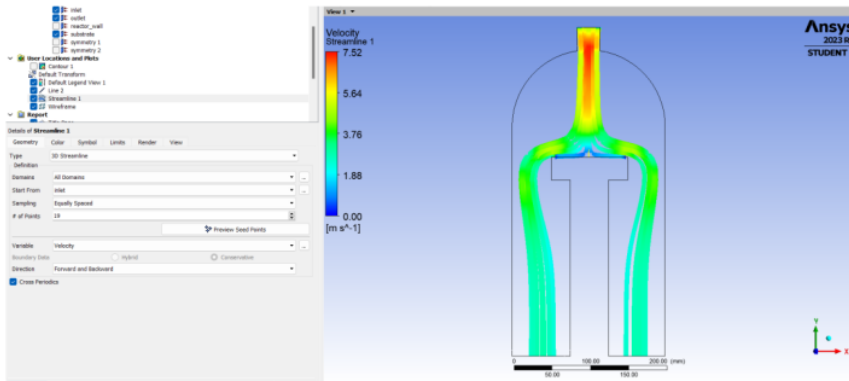 inlet
outlet
reactor_wall
substrate
symmetry 1
symmetry 2
User Locations and Plots
Contour 1
Default Transform
Default Legend View 1
Line 2
Streamline 1
Wireframe
Report
Details of Streamline 1
Geometry Color Symbol Limits Render View
Type 3D Streamline
Definition
Domains All Domains ...
Start From inlet ...
Sampling Equally Spaced
# of Points
Preview Seed Points
Variable Velocity ...
Boundary Data Hybrid Conservative
Direction Forward and Backward
Cross Periodics
View 1
Velocity
Streamline 1
7.52
5.64
3.76
1.88
0.00
[m s^-1]
Ansys
2023 R
STUDENT
Y
X
0 100.00 200.00 (mm)
50.00 150.00